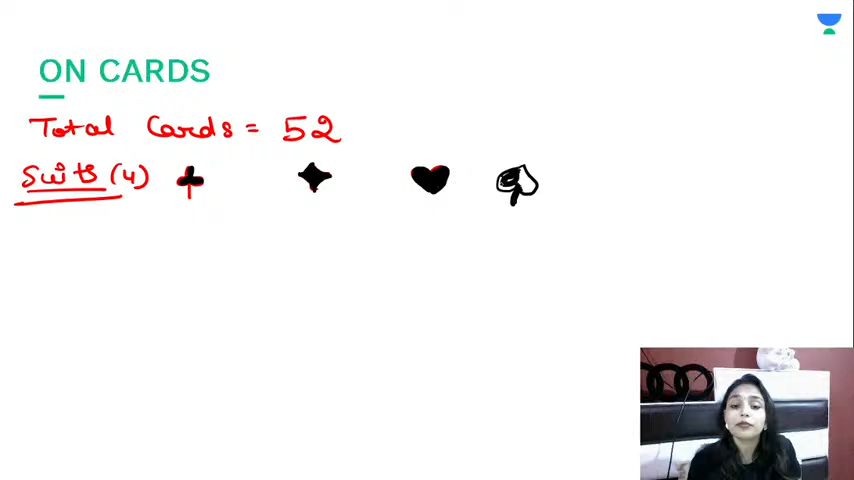 ON CARDS
Total Cards = 52
Suits (4)